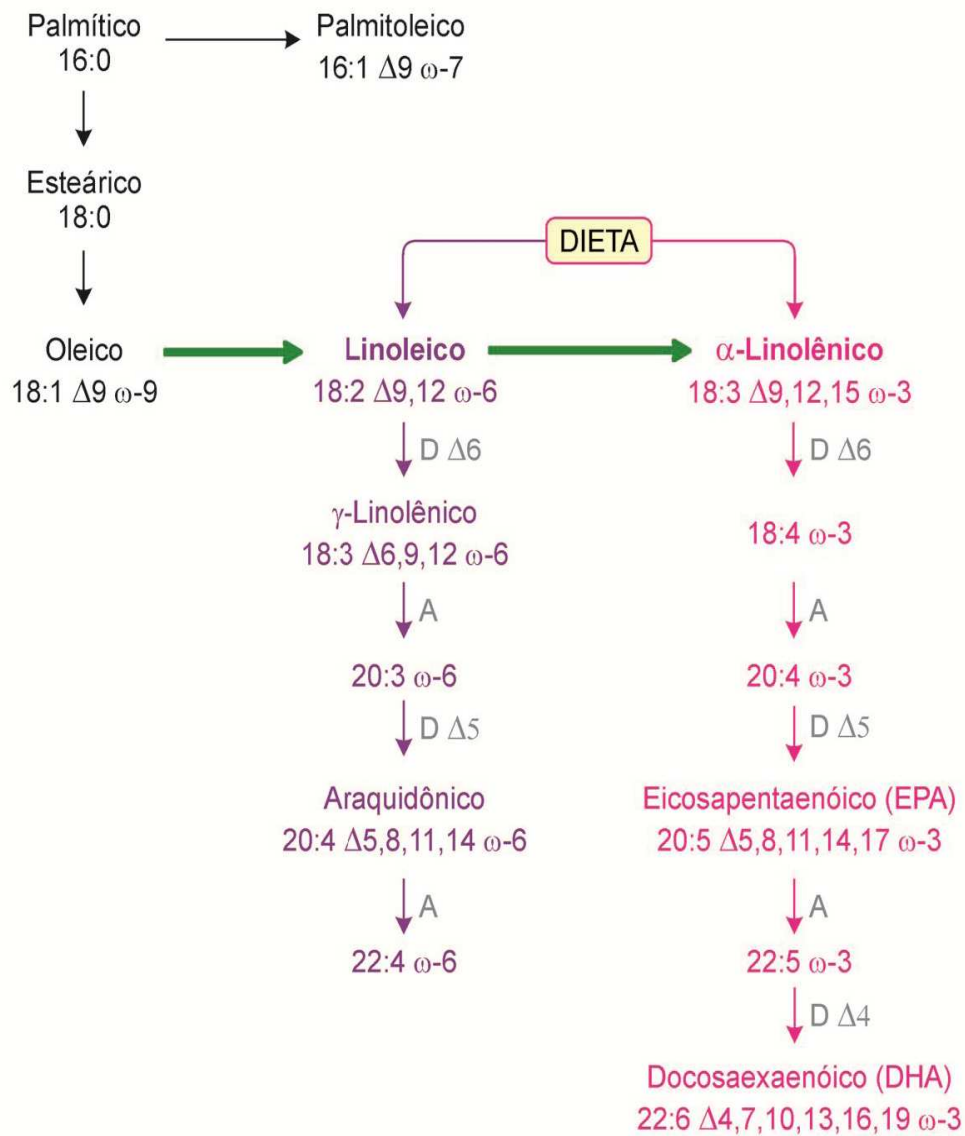 Palmítico
16:0
Palmitoleico
16:1 Δ9 ω-7
Esteárico
18:0
DIETA
Oleico
18:1 Δ9 ω-9
Linoleico
18:2 Δ9,12 ω-6
α-Linolênico
18:3 Δ9,12,15 ω-3
D Δ6
D Δ6
γ-Linolênico
18:3 Δ6,9,12 ω-6
18:4 ω-3
A
A
20:3 ω-6
20:4 ω-3
D Δ5
D Δ5
Araquidônico
20:4 Δ5,8,11,14 ω-6
Eicosapentaenóico (EPA)
20:5 Δ5,8,11,14,17 ω-3
A
A
22:4 ω-6
22:5 ω-3
D Δ4
Docosaexaenóico (DHA)
22:6 Δ4,7,10,13,16,19 ω-3